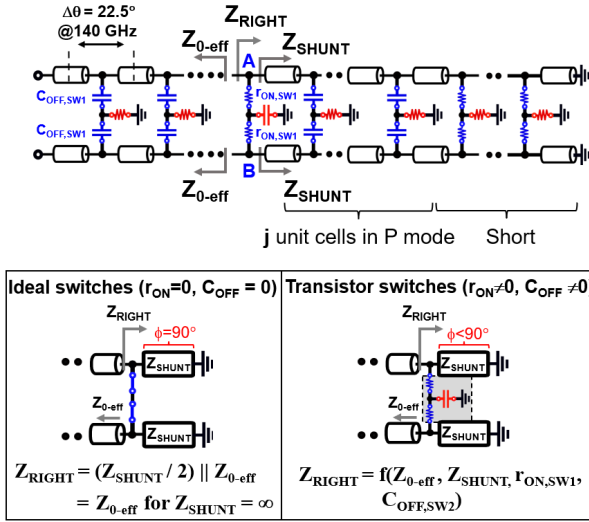 Δθ = 22.5°
@140 GHz
Z0-eff
ZRIGHT
ZSHUNT
A
COFF,SW1
rON,SW1
COFF,SW1
rON,SW1
B
Z0-eff
ZSHUNT
j unit cells in P mode
Short
Ideal switches (rON=0, COFF = 0)
ZRIGHT
ϕ=90°
ZSHUNT
Z0-eff
ZSHUNT
ZRIGHT = (ZSHUNT / 2) || Z0-eff
= Z0-eff for ZSHUNT = ∞
Transistor switches (rON≠0, COFF ≠0)
ZRIGHT
ϕ<90°
ZSHUNT
Z0-eff
ZSHUNT
ZRIGHT = f(Z0-eff, ZSHUNT, rON,SW1,
COFF,SW2)